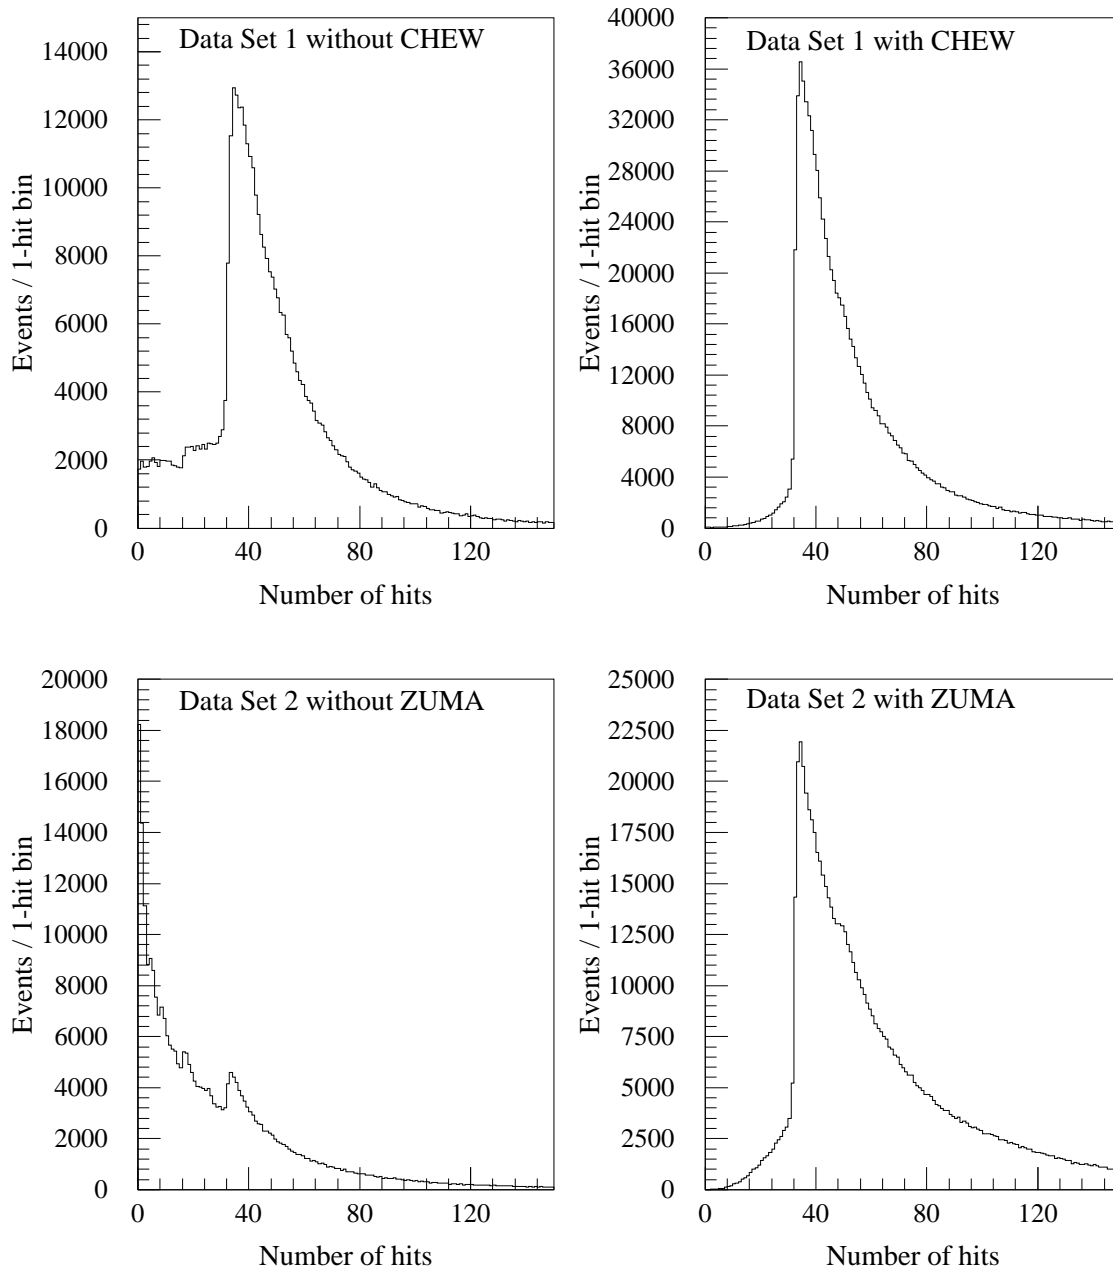 Data Set 1 without CHEW
Events / 1-hit bin
14000
12000
10000
8000
6000
4000
2000
0
0 40 80 120
Number of hits
Data Set 1 with CHEW
Events / 1-hit bin
40000
36000
32000
28000
24000
20000
16000
12000
8000
4000
0
0 40 80 120
Number of hits
Data Set 2 without ZUMA
Events / 1-hit bin
20000
18000
16000
14000
12000
10000
8000
6000
4000
2000
0
0 40 80 120
Number of hits
Data Set 2 with ZUMA
Events / 1-hit bin
25000
22500
20000
17500
15000
12500
10000
7500
5000
2500
0
0 40 80 120
Number of hits